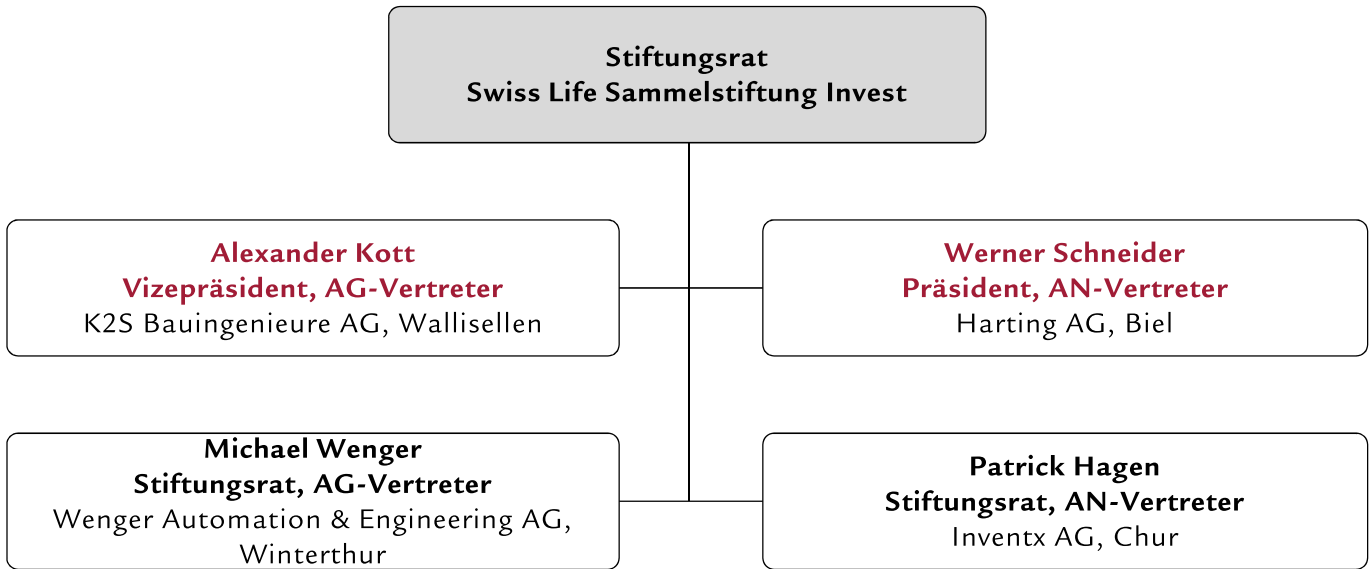 Stiftungsrat
Swiss Life Sammelstiftung Invest
Alexander Kott
Vizepräsident, AG-Vertreter
K2S Bauingenieure AG, Wallisellen
Werner Schneider
Präsident, AN-Vertreter
Harting AG, Biel
Michael Wenger
Stiftungsrat, AG-Vertreter
Wenger Automation & Engineering AG,
Winterthur
Patrick Hagen
Stiftungsrat, AN-Vertreter
Inventx AG, Chur